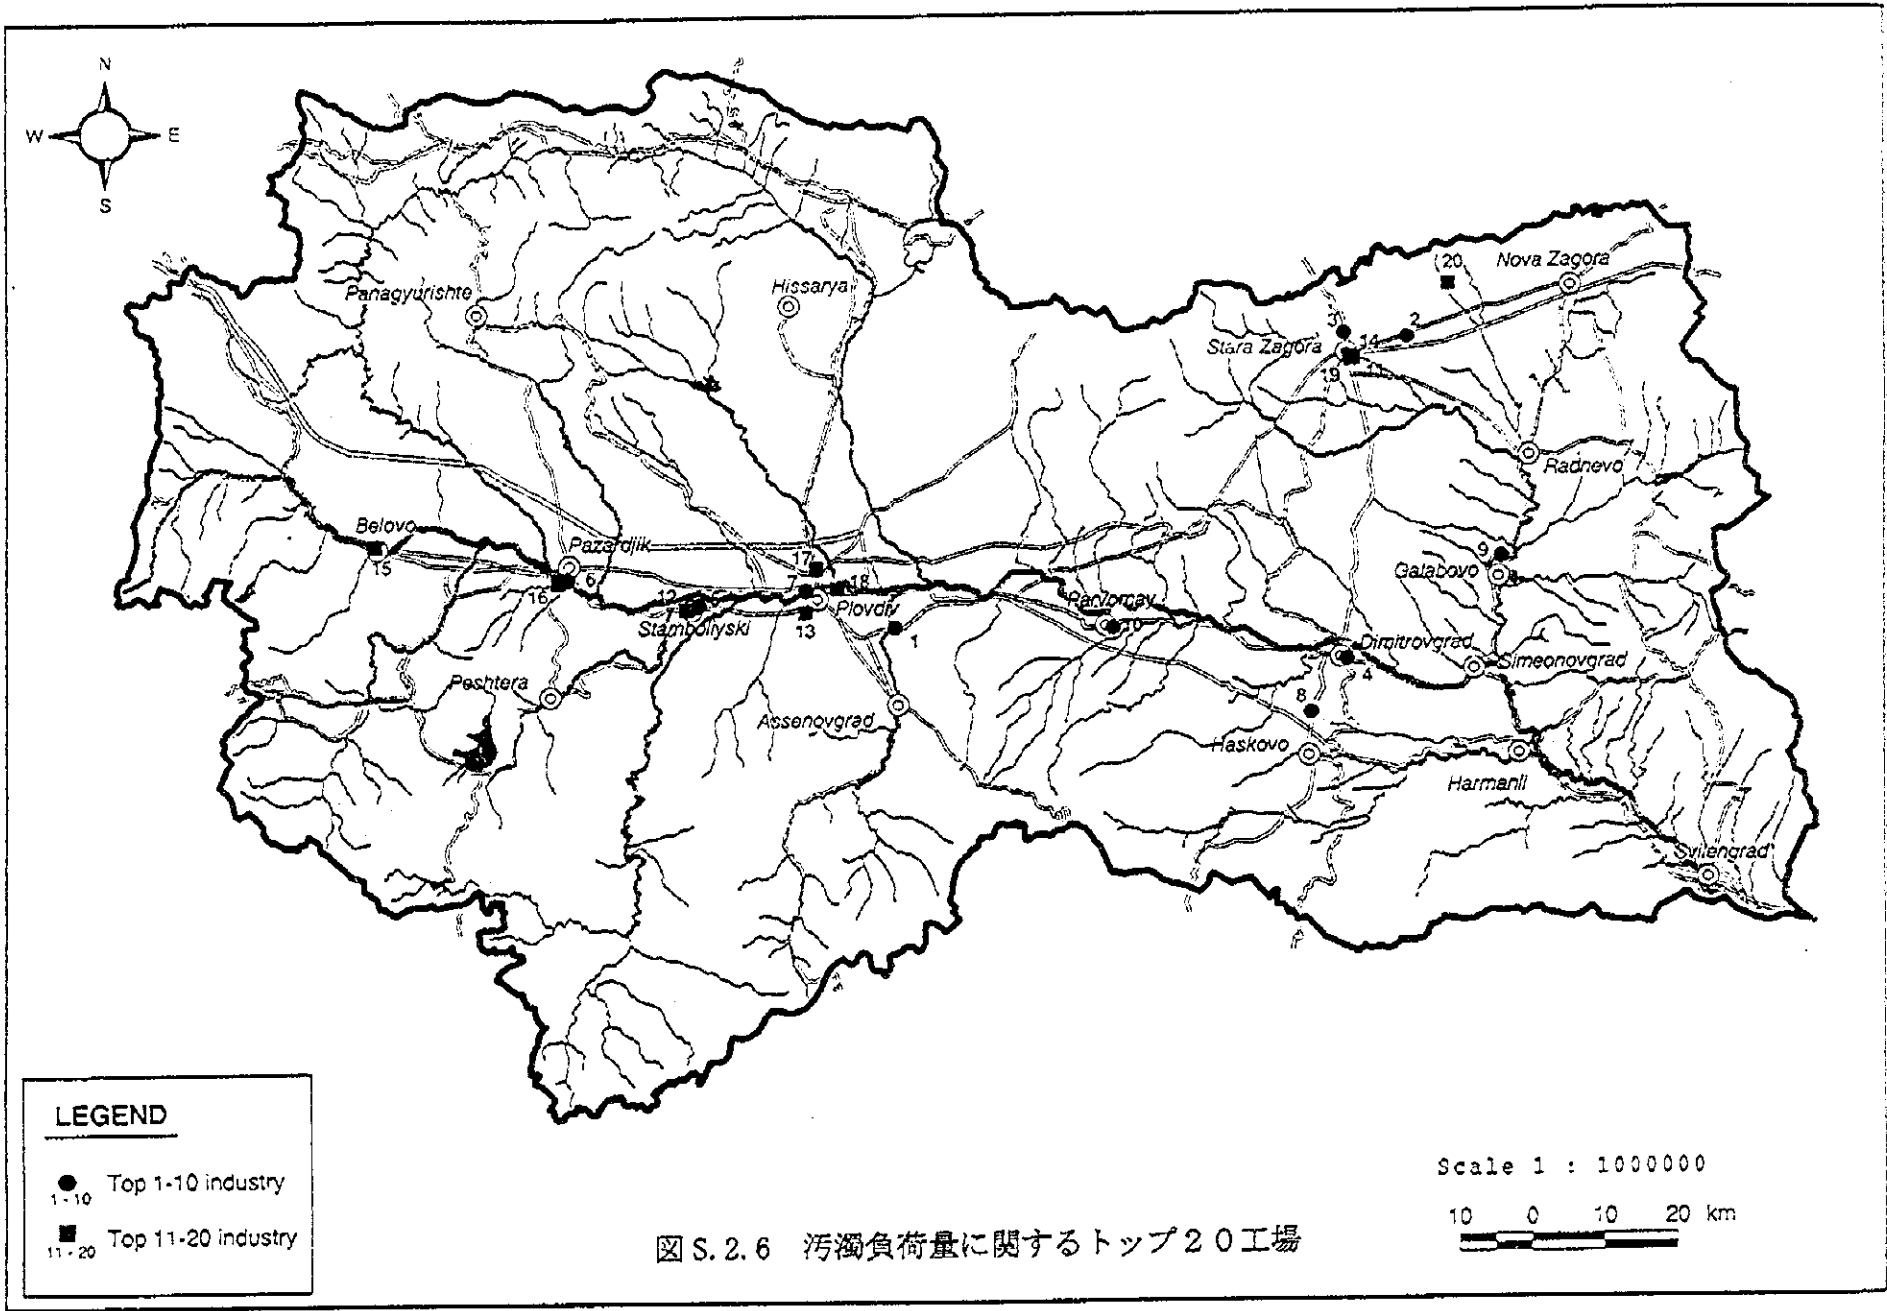 N
W E
S
Panagyurishte
Hissarya
20
Nova Zagora
3
2
Stara Zagora
14
19
11
Radnevo
Belovo
15
Pazardjik
16
6
12
5
Stamboliyski
17
7
18
Plovdiv
13
1
Parvomay
10
9
Galabovo
Dimitrovgrad
4
Simeonovgrad
8
Peshtera
Assenovgrad
Haskovo
Harmanli
Svilengrad
LEGEND
1-10 Top 1-10 industry
11-20 Top 11-20 industry
Scale 1 : 1000000
10 0 10 20 km
図 S.2.6 汚濁負荷量に関するトップ20工場